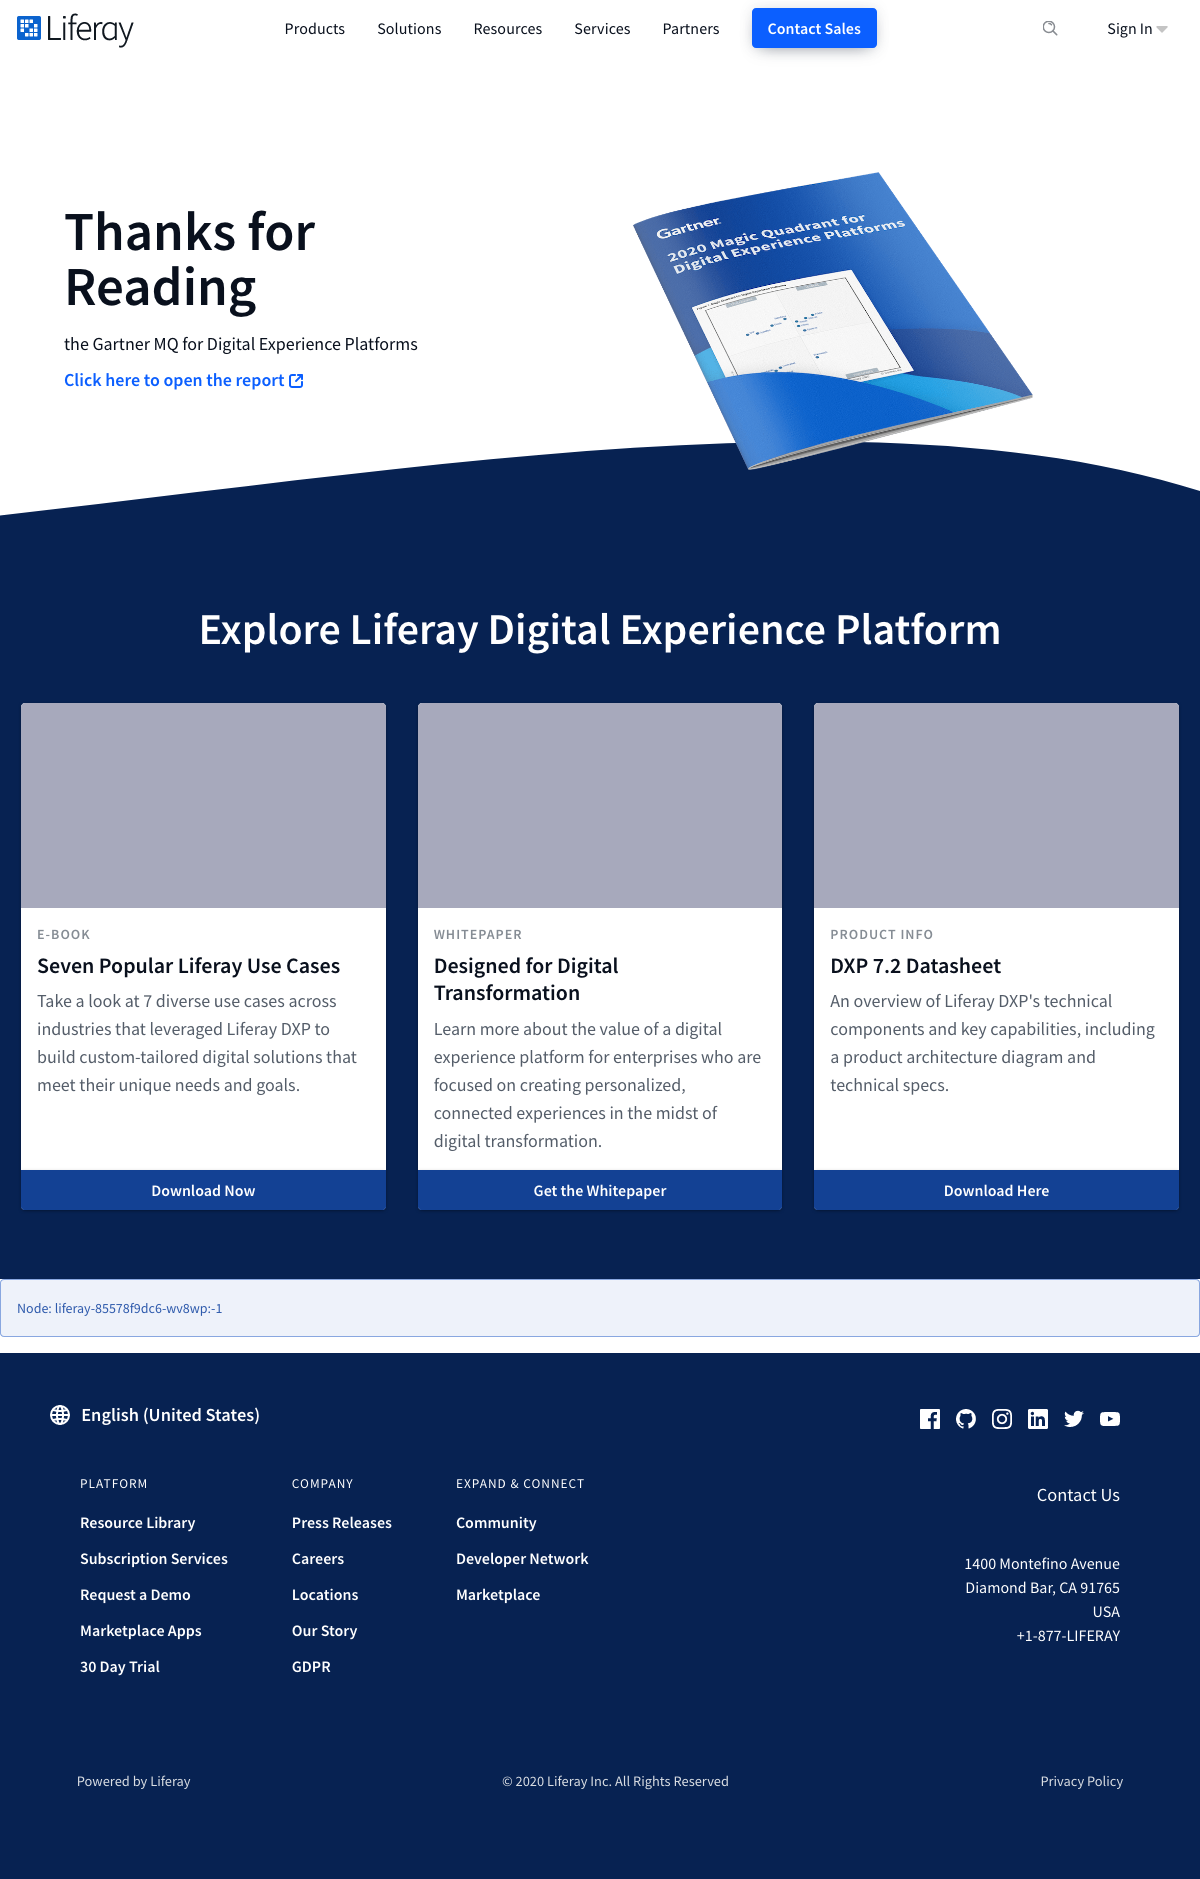 Liferay
Products Solutions Resources Services Partners Contact Sales Sign In
Thanks for
Reading
the Gartner MQ for Digital Experience Platforms
Click here to open the report
Gartner
2020 Magic Quadrant for
Digital Experience Platforms
Explore Liferay Digital Experience Platform
E-BOOK
Seven Popular Liferay Use Cases
Take a look at 7 diverse use cases across
industries that leveraged Liferay DXP to
build custom-tailored digital solutions that
meet their unique needs and goals.
Download Now
WHITEPAPER
Designed for Digital
Transformation
Learn more about the value of a digital
experience platform for enterprises who are
focused on creating personalized,
connected experiences in the midst of
digital transformation.
Get the Whitepaper
PRODUCT INFO
DXP 7.2 Datasheet
An overview of Liferay DXP's technical
components and key capabilities, including
a product architecture diagram and
technical specs.
Download Here
Node: liferay-85578f9dc6-wv8wp:-1
English (United States)
PLATFORM
Resource Library
Subscription Services
Request a Demo
Marketplace Apps
30 Day Trial
COMPANY
Press Releases
Careers
Locations
Our Story
GDPR
EXPAND & CONNECT
Community
Developer Network
Marketplace
Contact Us
1400 Montefino Avenue
Diamond Bar, CA 91765
USA
+1-877-LIFERAY
Powered by Liferay
© 2020 Liferay Inc. All Rights Reserved
Privacy Policy